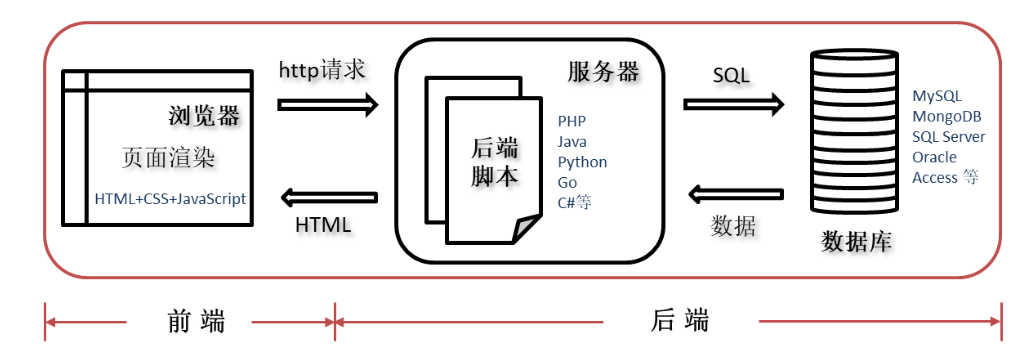 浏览器
页面渲染
HTML+CSS+JavaScript
http请求
HTML
服务器
后端
脚本
PHP
Java
Python
Go
C#等
SQL
数据
数据库
MySQL
MongoDB
SQL Server
Oracle
Access 等
前 端
后 端